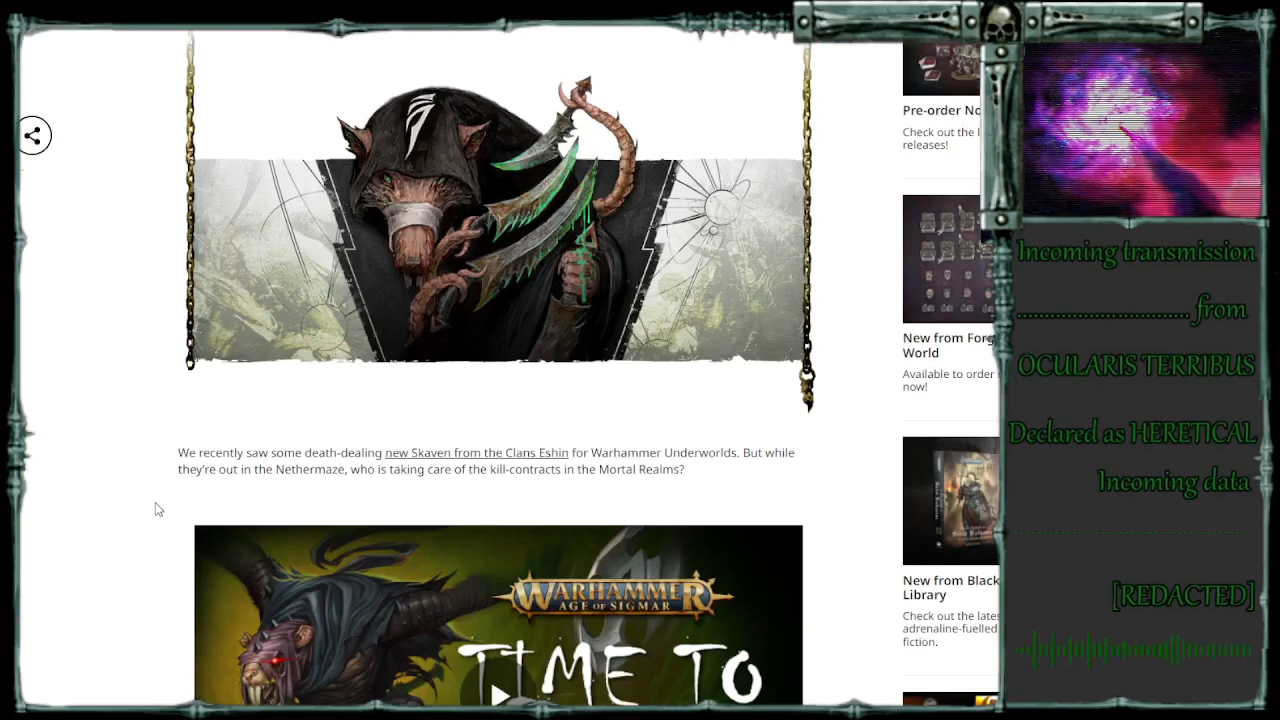 We recently saw some death-dealing new Skaven from the Clans Eshin for Warhammer Underworlds. But while
they're out in the Nethermaze, who is taking care of the kill-contracts in the Mortal Realms?
WARHAMMER
AGE OF SIGMAR
TIME TO
Pre-order
Check out the
releases!
New from
World
Available to order
now!
New from Black
Library
Check out the
adrenaline-fuelled
fiction.
Incoming transmission
.............................. from
OCULARIS TERRIBUS
Declared as HERETICAL
Incoming data
[REDACTED]